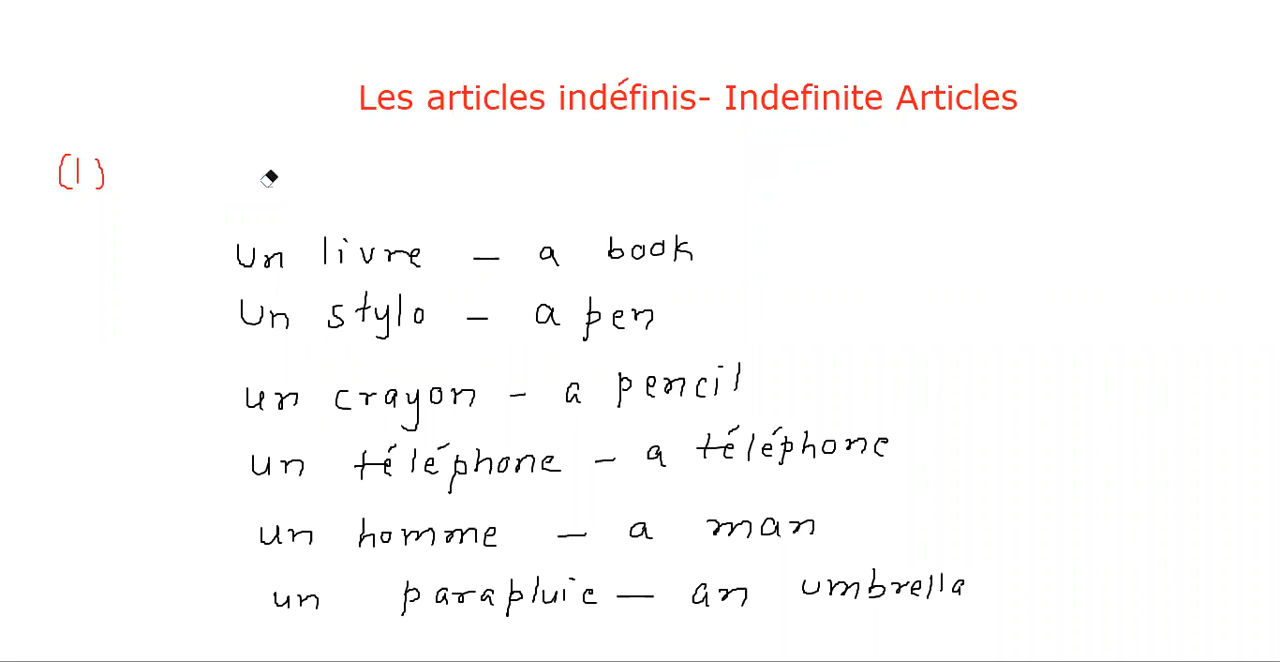 Les articles indéfinis- Indefinite Articles
(1)
un livre - a book
un stylo - a pen
un crayon - a pencil
un téléphone - a téléphone
un homme - a man
un parapluie - an umbrella